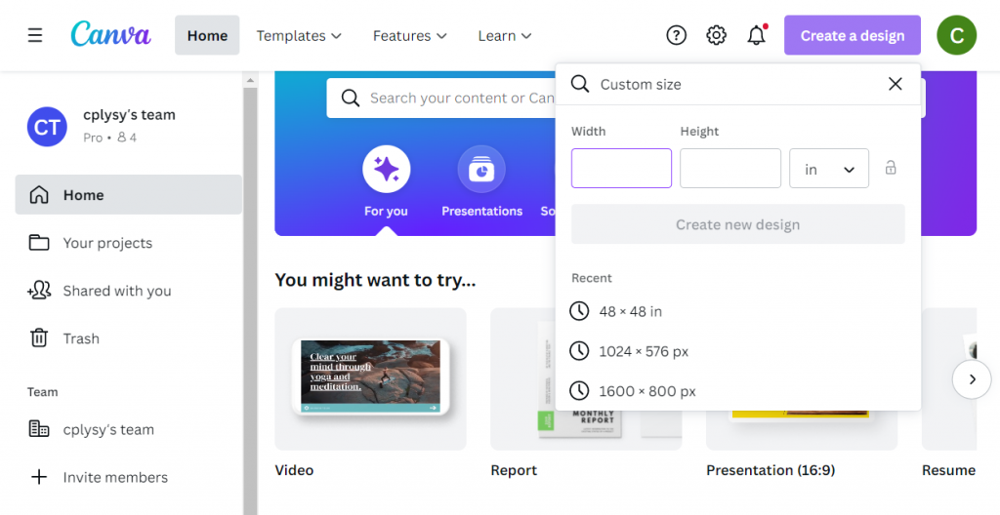 Canva
Home
Templates
Features
Learn
Create a design
C
CT
cplysy's team
Pro • 4
Home
Your projects
Shared with you
Trash
Team
cplysy's team
Invite members
Search your content or Can
For you
Presentations
So
Custom size
Width
Height
in
Create new design
Recent
48 × 48 in
1024 × 576 px
1600 × 800 px
You might want to try...
Clear your
mind through
yoga and
meditation.
MONTHLY
REPORT
Video
Report
Presentation (16:9)
Resume